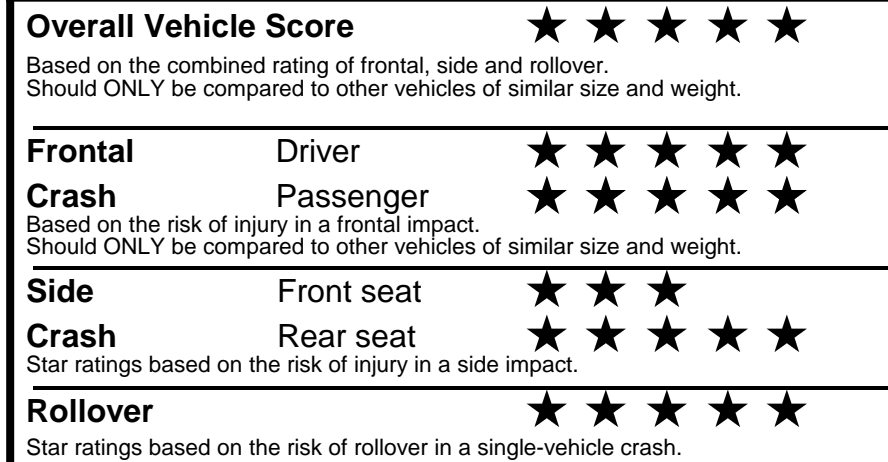 Overall Vehicle Score ★ ★ ★ ★ ★
Based on the combined rating of frontal, side and rollover.
Should ONLY be compared to other vehicles of similar size and weight.
Frontal Driver ★ ★ ★ ★ ★
Crash Passenger ★ ★ ★ ★ ★
Based on the risk of injury in a frontal impact.
Should ONLY be compared to other vehicles of similar size and weight.
Side Front seat ★ ★ ★
Crash Rear seat ★ ★ ★ ★ ★
Star ratings based on the risk of injury in a side impact.
Rollover ★ ★ ★ ★ ★
Star ratings based on the risk of rollover in a single-vehicle crash.